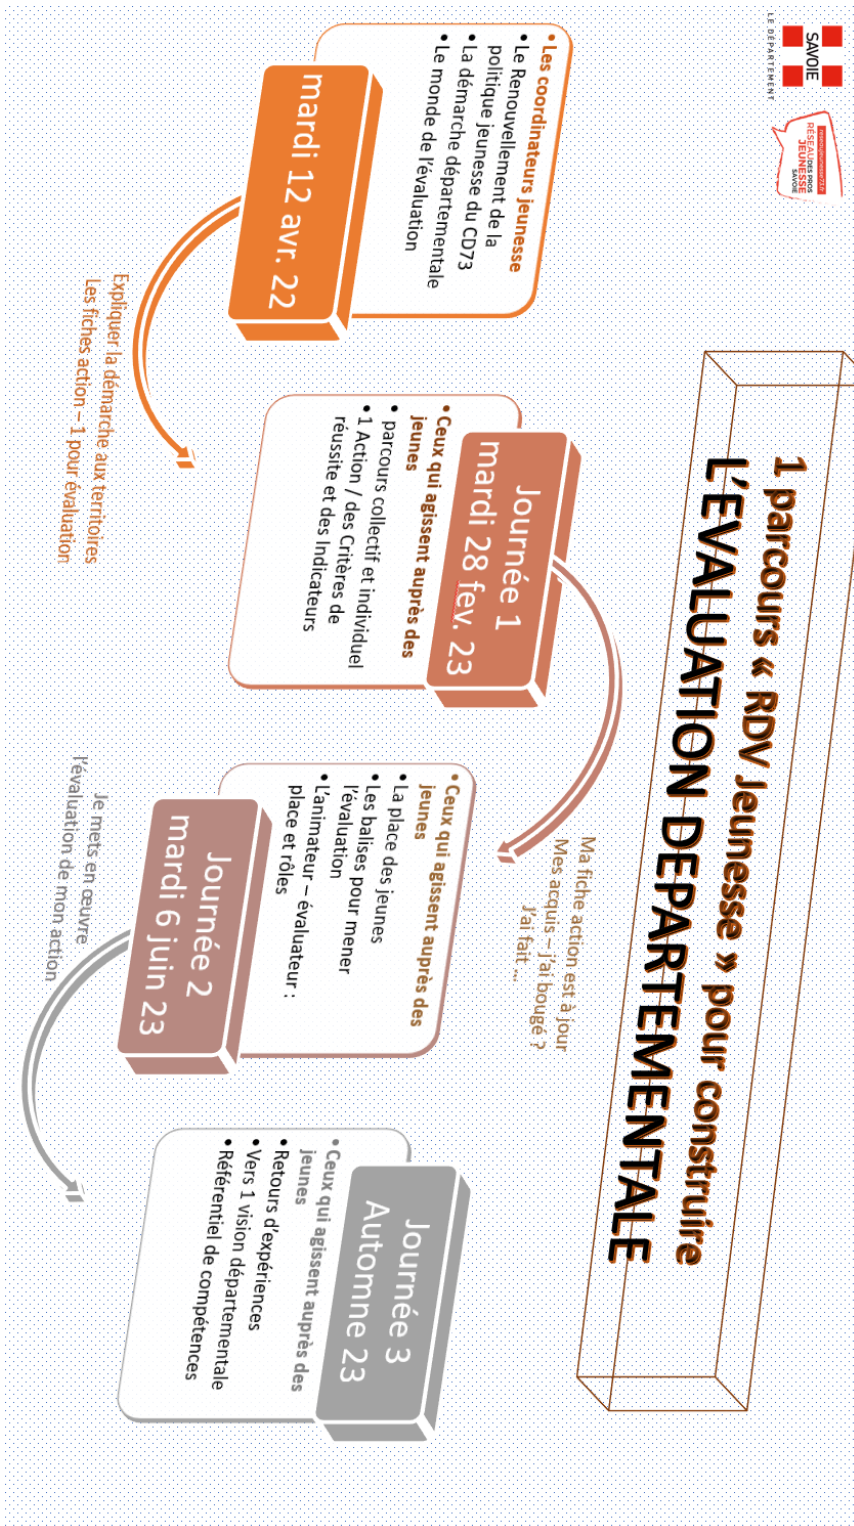 SAVOIE
LE DÉPARTEMENT
reseaujeunesse73.fr
RÉSEAU DES PROS
JEUNESSE
SAVOIE
1 parcours « RDV Jeunesse » pour construire
L'EVALUATION DEPARTEMENTALE
• Les coordinateurs jeunesse
• Le Renouvellement de la
politique jeunesse du CD73
• La démarche départementale
• Le monde de l'évaluation
mardi 12 avr. 22
Expliquer la démarche aux territoires
Les fiches action – 1 pour évaluation
Journée 1
mardi 28 fev. 23
• Ceux qui agissent auprès des
jeunes
• parcours collectif et individuel
• 1 Action / des Critères de
réussite et des Indicateurs
Ma fiche action est à jour
Mes acquis – j'ai bougé ?
J'ai fait ...
• Ceux qui agissent auprès des
jeunes
• La place des jeunes
• Les balises pour mener
l'évaluation
• L'animateur – évaluateur :
place et rôles
Journée 2
mardi 6 juin 23
Je mets en œuvre
l'évaluation de mon action
Journée 3
Automne 23
• Ceux qui agissent auprès des
jeunes
• Retours d'expériences
• Vers 1 vision départementale
• Référentiel de compétences